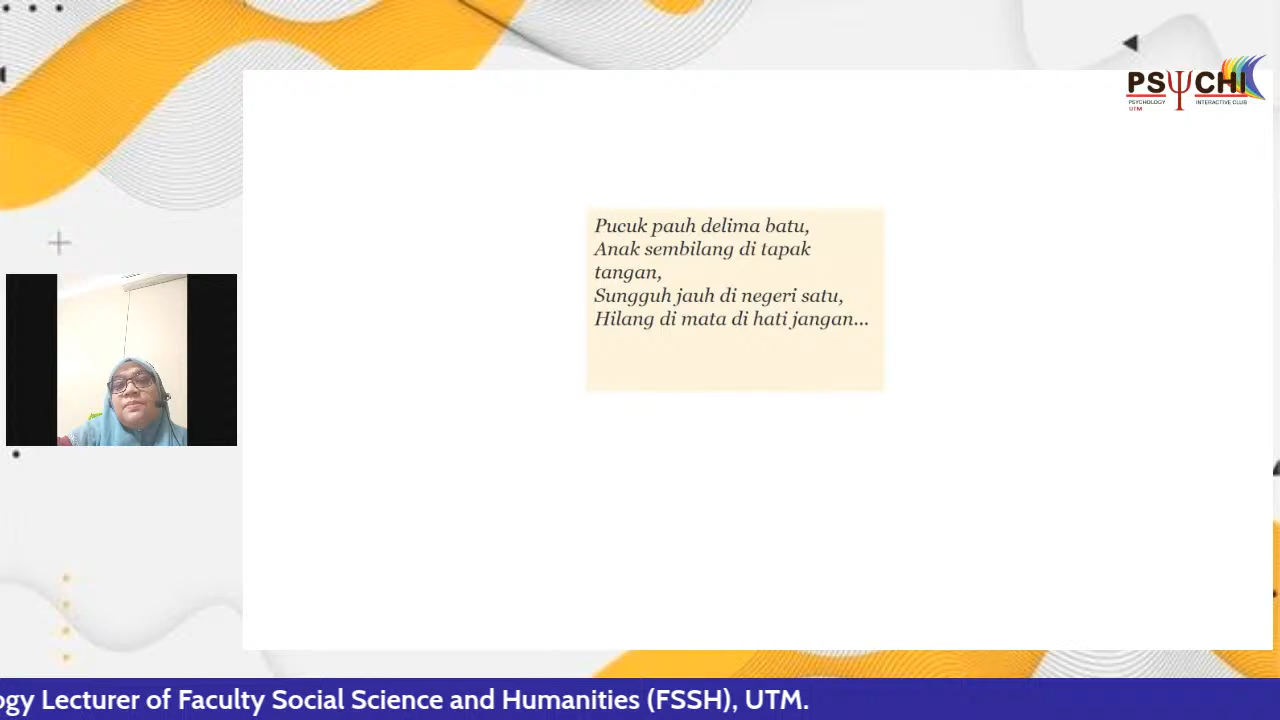 PSYCHI
PSYCHOLOGY INTERACTIVE CLUB
UTM
Pucuk pauh delima batu,
Anak sembilang di tapak
tangan,
Sungguh jauh di negeri satu,
Hilang di mata di hati jangan...
ogy Lecturer of Faculty Social Science and Humanities (FSSH), UTM.